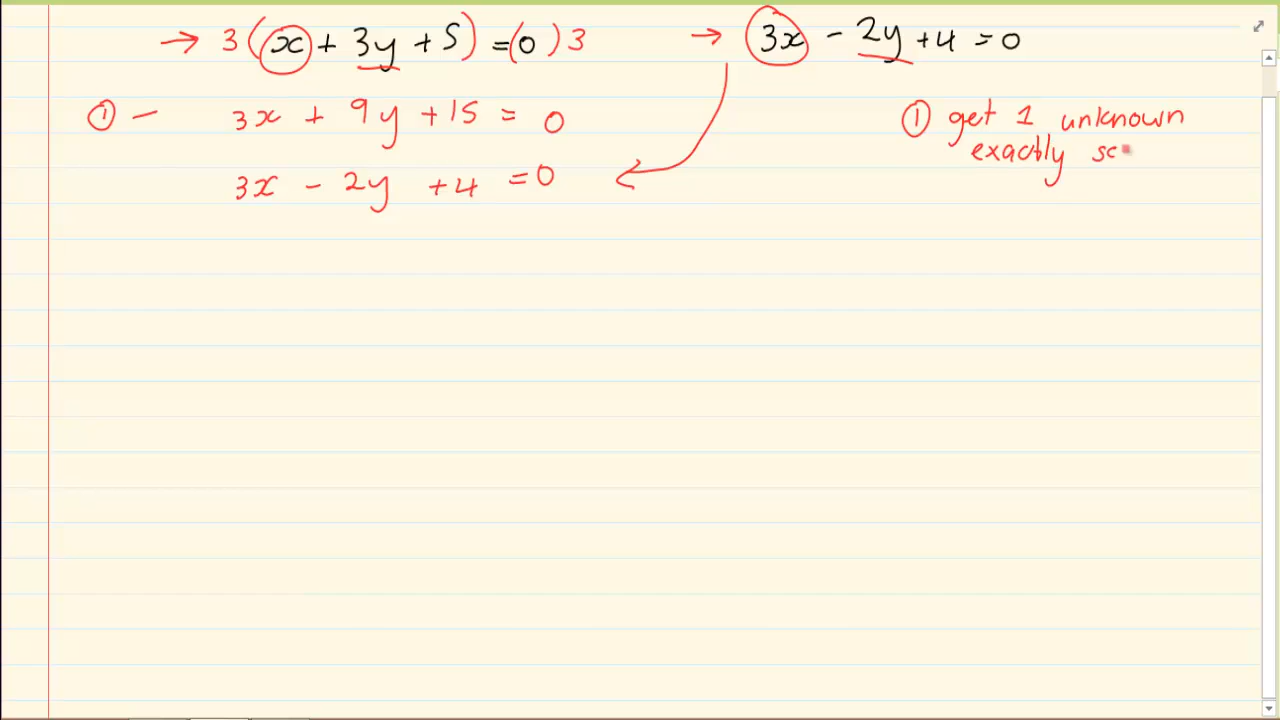 → 3(x + 3y + 5) = (0)3 → 3x - 2y + 4 = 0
① - 3x + 9y + 15 = 0
3x - 2y + 4 = 0
① get 1 unknown
exactly